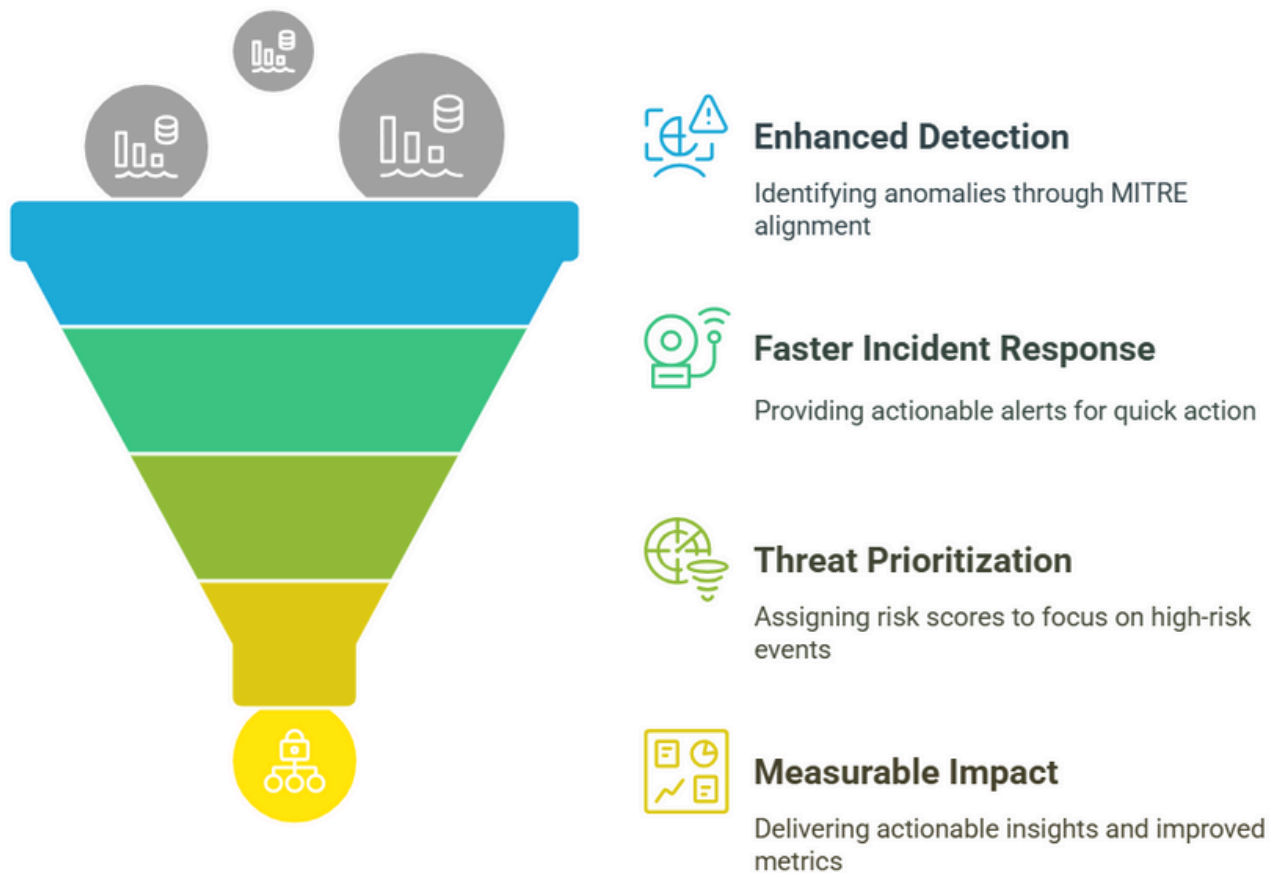 Enhanced Detection
Identifying anomalies through MITRE
alignment
Faster Incident Response
Providing actionable alerts for quick action
Threat Prioritization
Assigning risk scores to focus on high-risk
events
Measurable Impact
Delivering actionable insights and improved
metrics